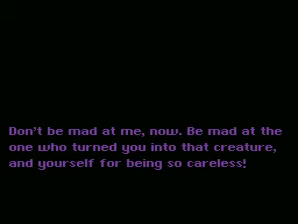 Don't be mad at me, now. Be mad at the
one who turned you into that creature,
and yourself for being so careless!